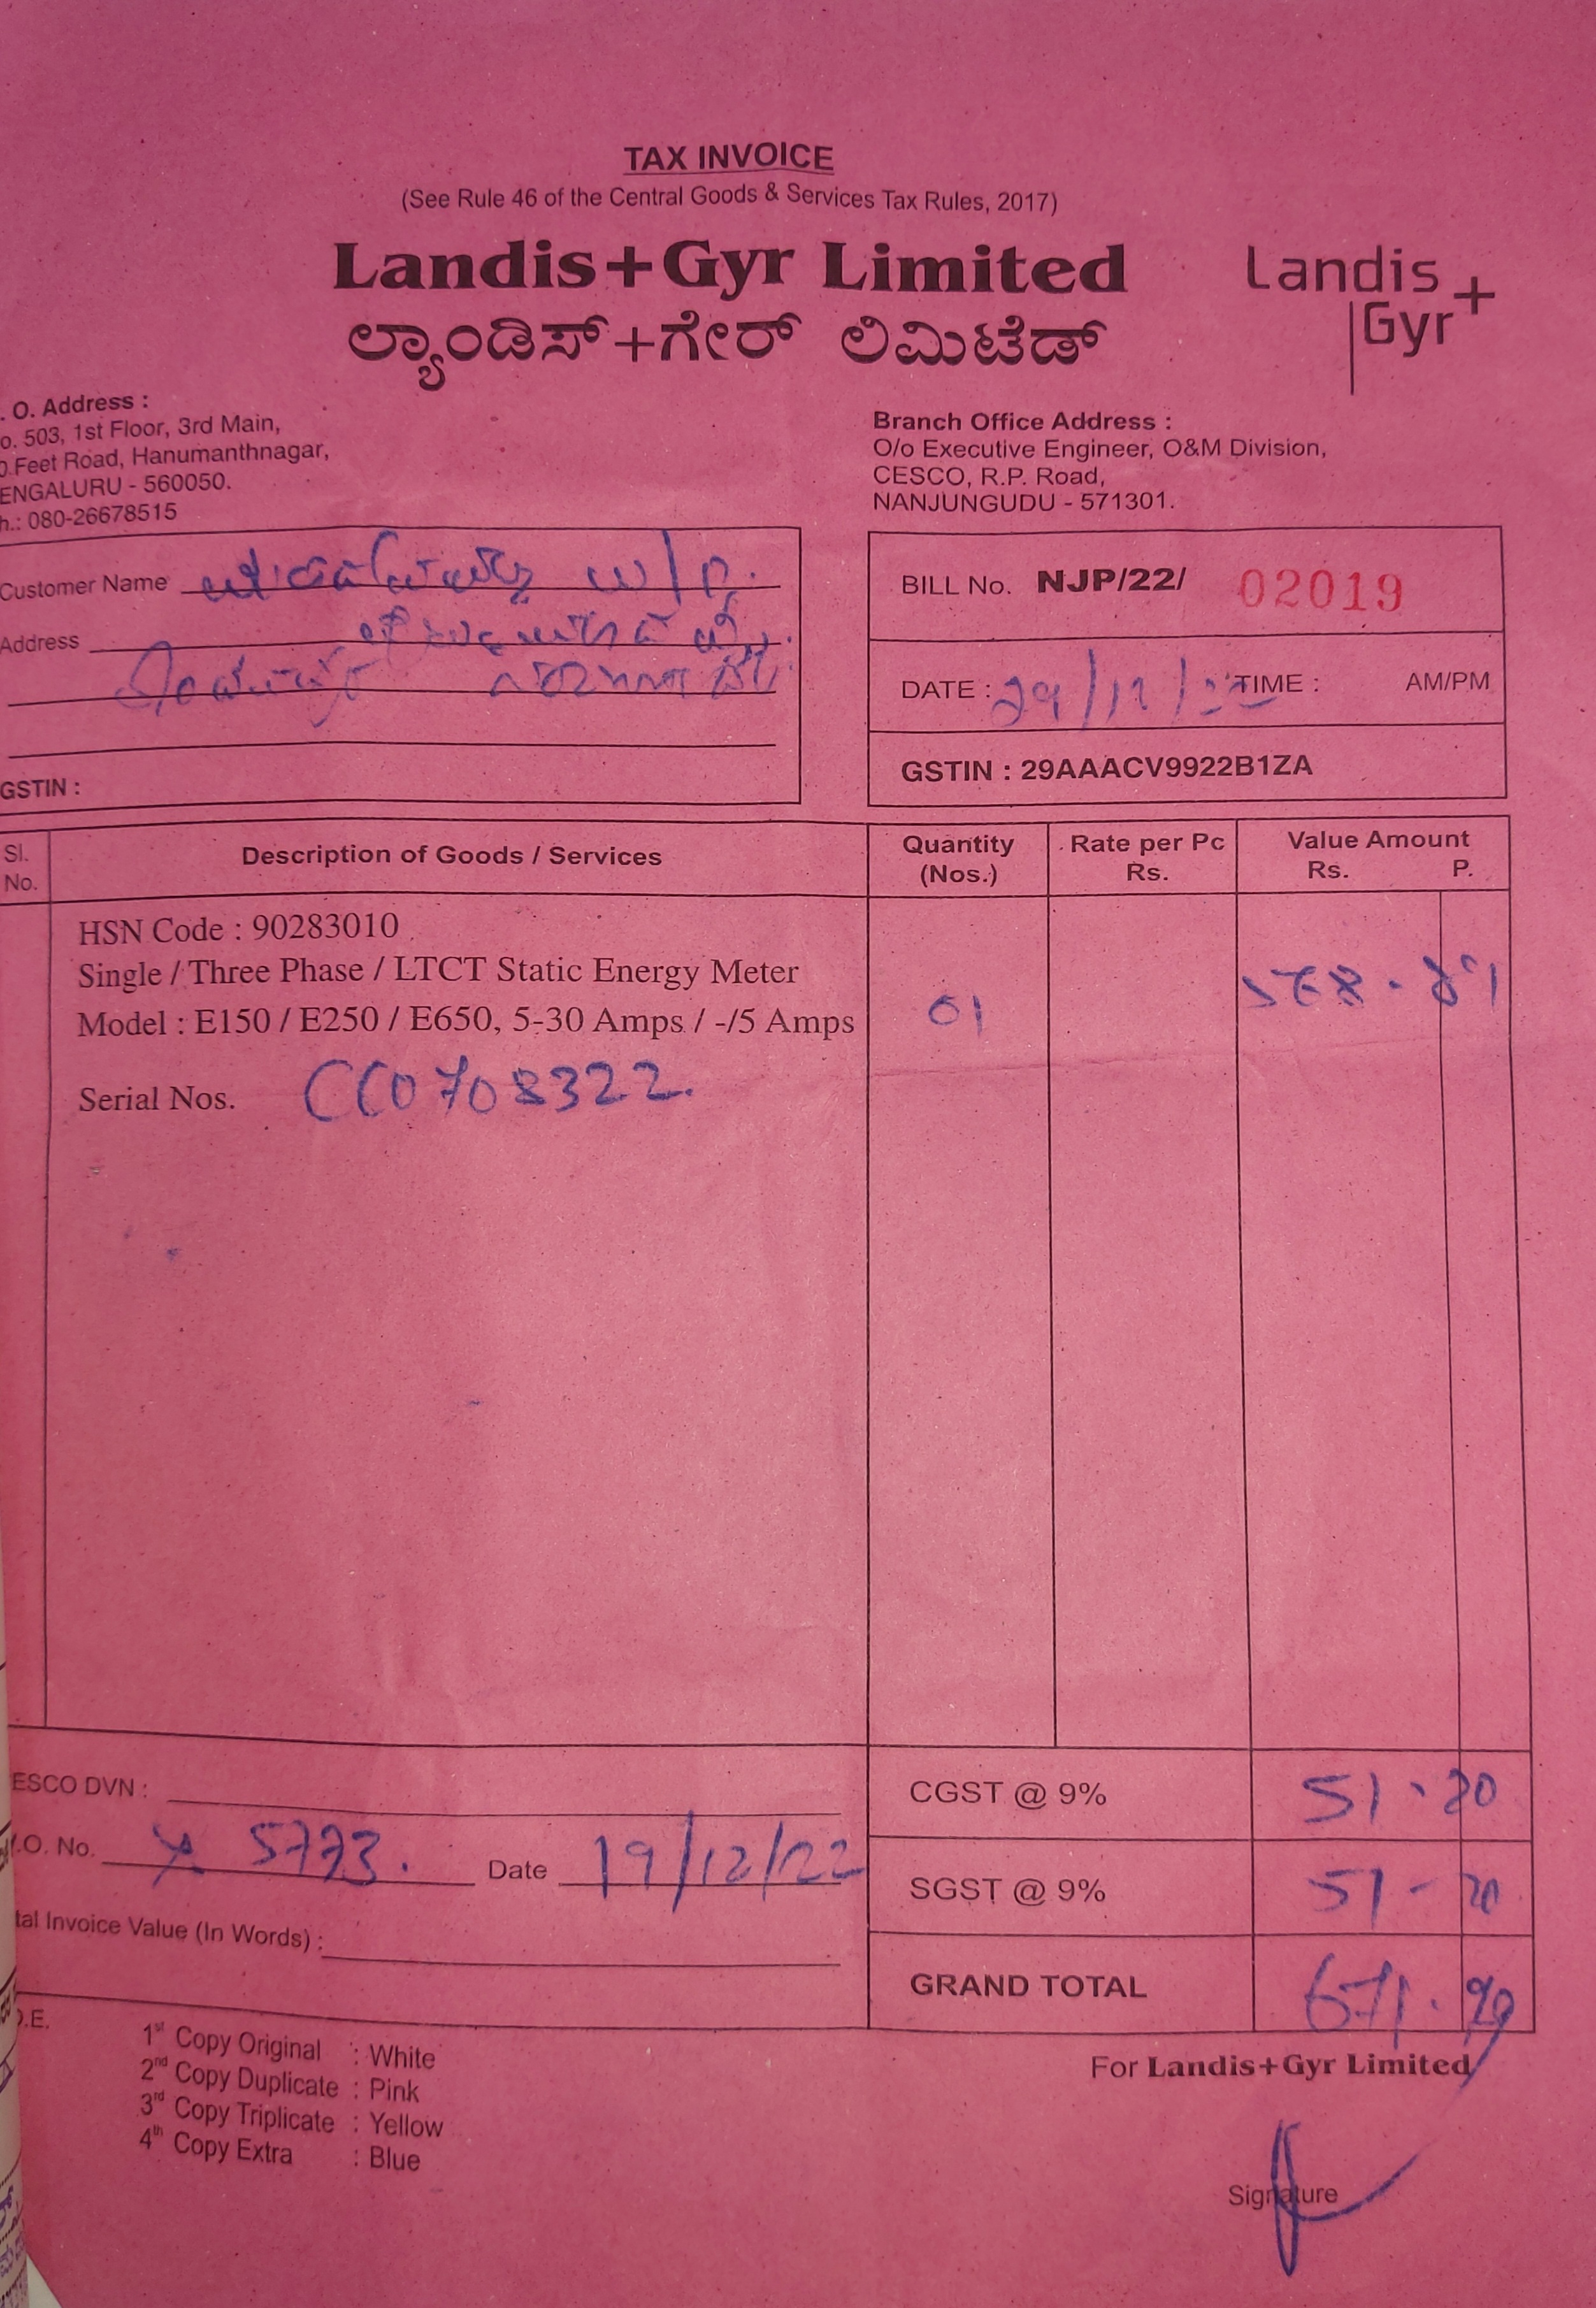 TAX INVOICE
(See Rule 46 of the Central Goods & Services Tax Rules, 2017)
Landis+Gyr Limited
ಲ್ಯಾಂಡಿಸ್+ಗೇರ್ ಲಿಮಿಟೆಡ್
Landis
Gyr+
. O. Address :
o. 503, 1st Floor, 3rd Main,
Feet Road, Hanumanthnagar,
ENGALURU - 560050.
h.: 080-26678515
Branch Office Address :
O/o Executive Engineer, O&M Division,
CESCO, R.P. Road,
NANJUNGUDU - 571301.
Customer Name
Address
GSTIN :
BILL No. NJP/22/ 02019
DATE : 29/12/22 TIME : AM/PM
GSTIN : 29AAACV9922B1ZA
Sl. No. Description of Goods / Services Quantity (Nos.) Rate per Pc Rs. Value Amount Rs. P.
HSN Code : 90283010
Single / Three Phase / LTCT Static Energy Meter
Model : E150 / E250 / E650, 5-30 Amps / -/5 Amps 01
Serial Nos. CC0708322.
ESCO DVN :
.O. No. 5773. Date 19/12/22
tal Invoice Value (In Words) :
CGST @ 9% 51.20
SGST @ 9% 51-20
GRAND TOTAL 671.
.E.
1st Copy Original : White
2nd Copy Duplicate : Pink
3rd Copy Triplicate : Yellow
4th Copy Extra : Blue
For Landis+Gyr Limited
Signature